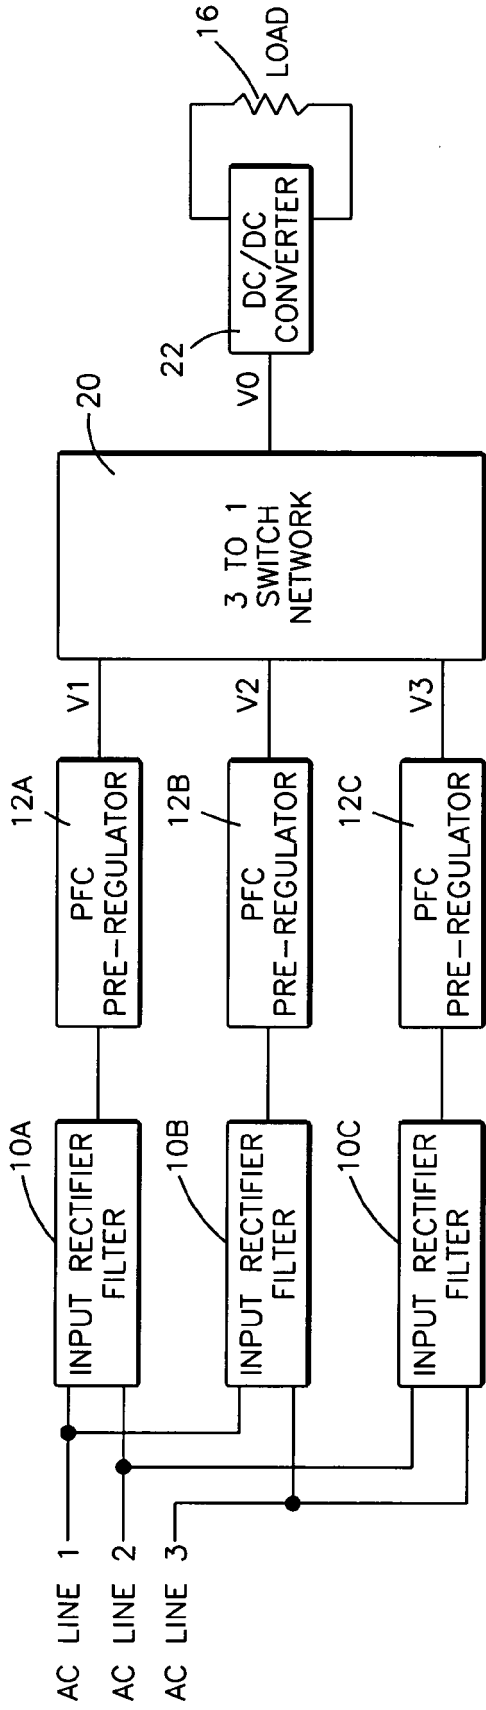 AC LINE 1
AC LINE 2
AC LINE 3
10A
INPUT RECTIFIER
FILTER
10B
INPUT RECTIFIER
FILTER
10C
INPUT RECTIFIER
FILTER
12A
PFC
PRE-REGULATOR
12B
PFC
PRE-REGULATOR
12C
PFC
PRE-REGULATOR
V1
V2
V3
20
3 TO 1
SWITCH
NETWORK
VO
22
DC/DC
CONVERTER
16
LOAD